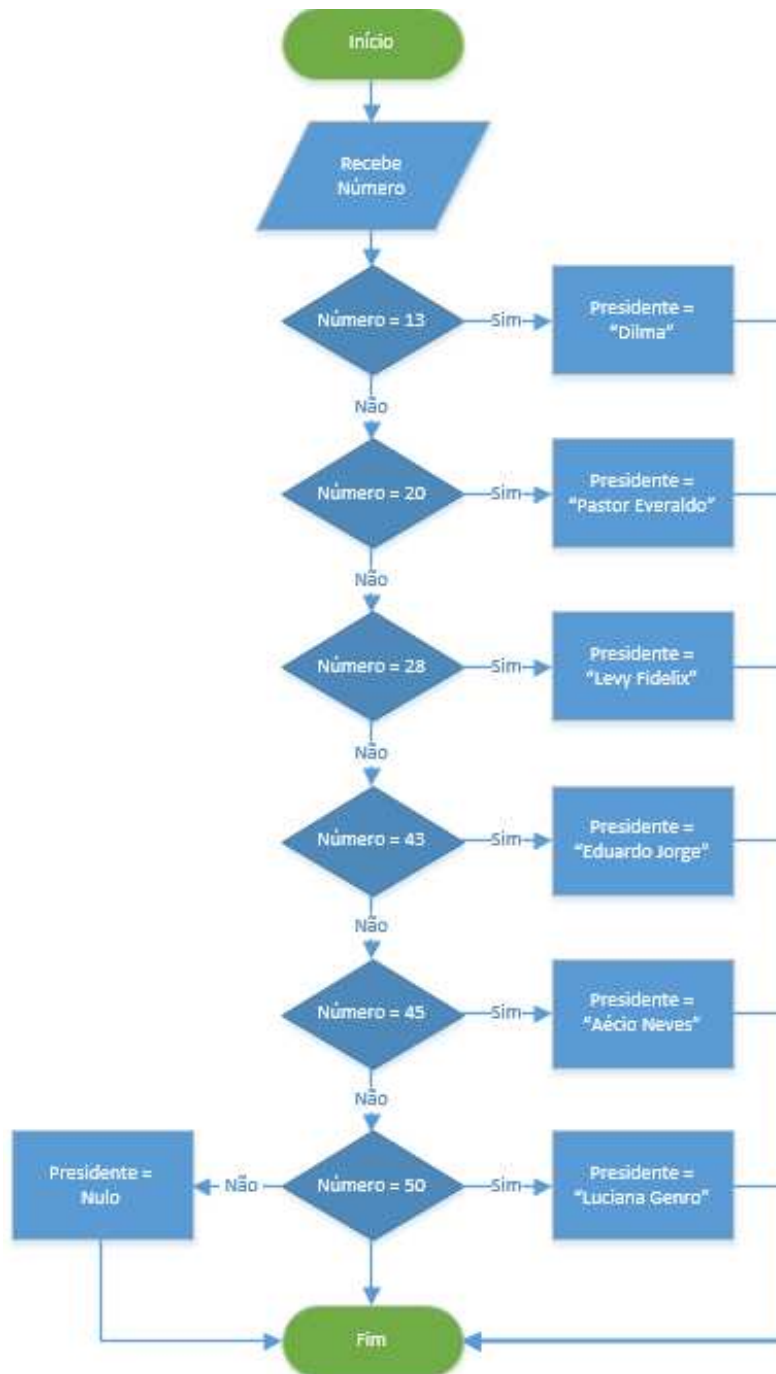 Início
Recebe
Número
Número = 13
Sim
Presidente =
“Dilma”
Não
Número = 20
Sim
Presidente =
“Pastor Everaldo”
Não
Número = 28
Sim
Presidente =
“Levy Fidelix”
Não
Número = 43
Sim
Presidente =
“Eduardo Jorge”
Não
Número = 45
Sim
Presidente =
“Aécio Neves”
Não
Presidente =
Nulo
Não
Número = 50
Sim
Presidente =
“Luciana Genro”
Fim